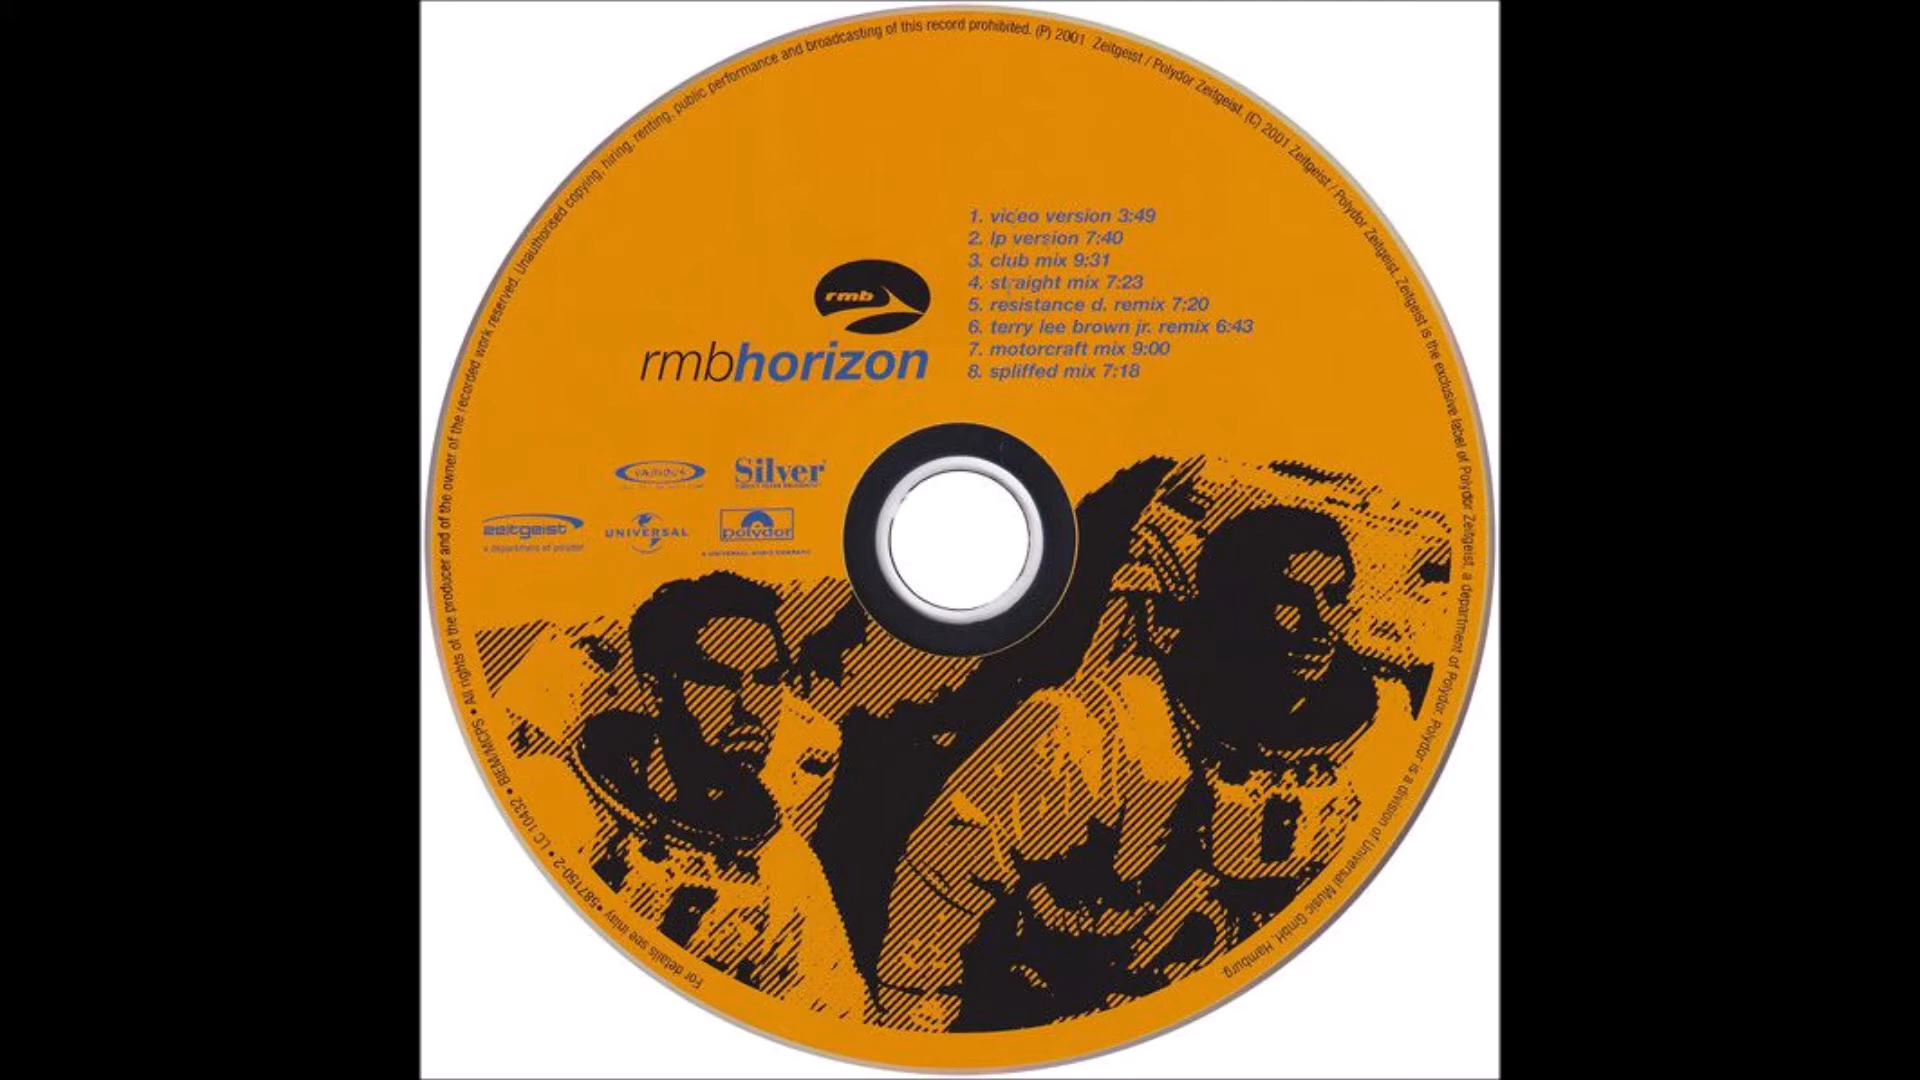 For details see inlay • 587150-2 • LC 10432 • BIEM/MCPS • All rights of the producer and of the owner of the recorded work reserved. Unauthorised copying, hiring, renting, public performance and broadcasting of this record prohibited. (P) 2001 Zeitgeist / Polydor Zeitgeist. (C) 2001 Zeitgeist / Polydor Zeitgeist. Zeitgeist is the exclusive label of Polydor Zeitgeist, a department of Polydor. Polydor is a division of Universal Music GmbH, Hamburg
1. video version 3:49
2. lp version 7:40
3. club mix 9:31
4. straight mix 7:23
5. resistance d. remix 7:20
6. terry lee brown jr. remix 6:43
7. motorcraft mix 9:00
8. spliffed mix 7:18
rmb
rmbhorizon
Silver
zeitgeist
a department of polydor
UNIVERSAL
polydor
A UNIVERSAL MUSIC COMPANY